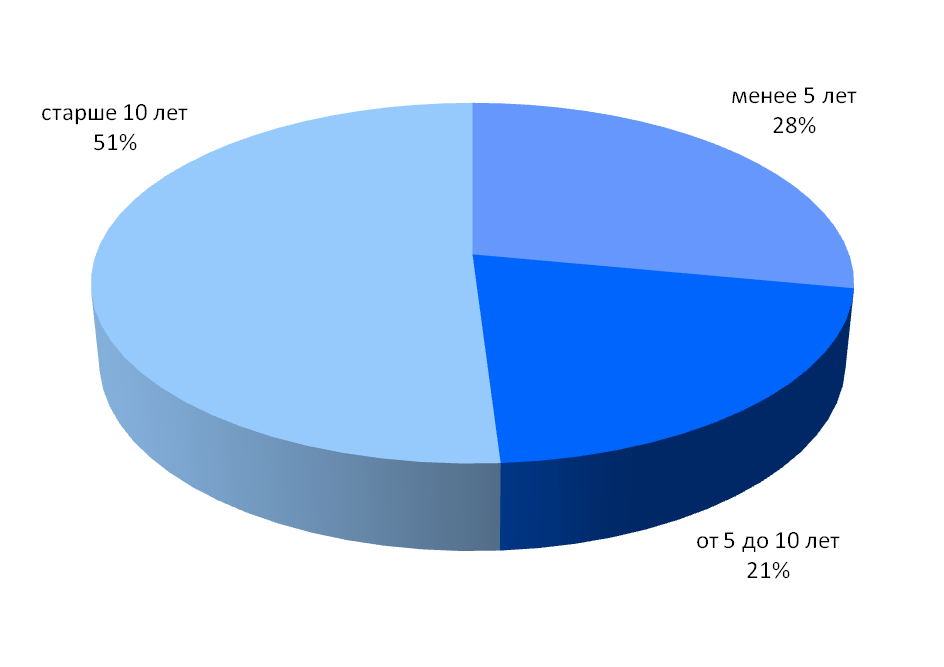 старше 10 лет
51%
менее 5 лет
28%
от 5 до 10 лет
21%